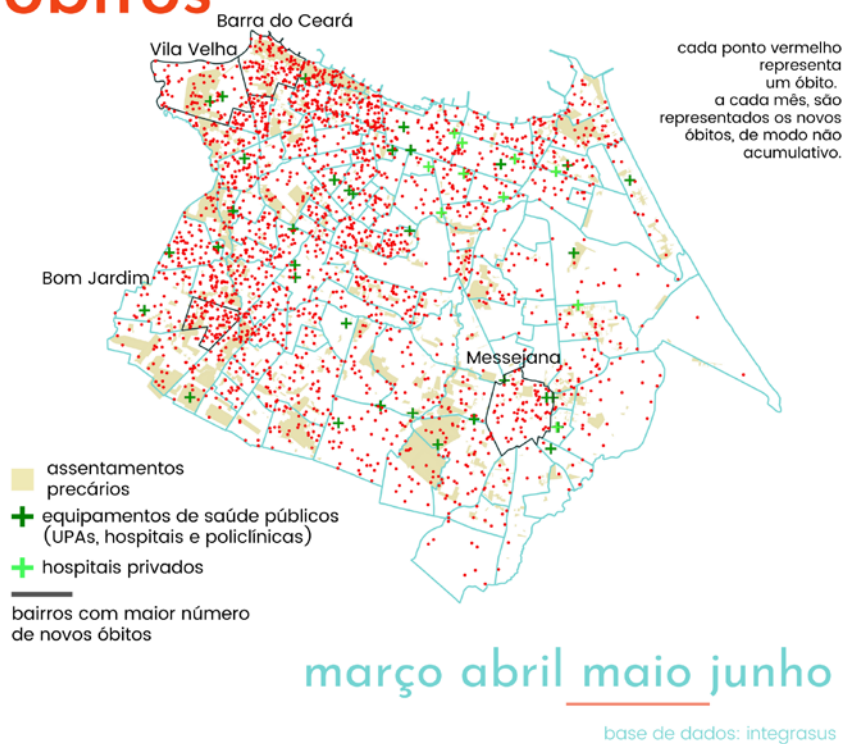 óbitos
Barra do Ceará
Vila Velha
cada ponto vermelho
representa
um óbito.
a cada mês, são
representados os novos
óbitos, de modo não
acumulativo.
Bom Jardim
Messejana
assentamentos
precários
equipamentos de saúde públicos
(UPAs, hospitais e policlínicas)
hospitais privados
bairros com maior número
de novos óbitos
março abril maio junho
base de dados: integrasus